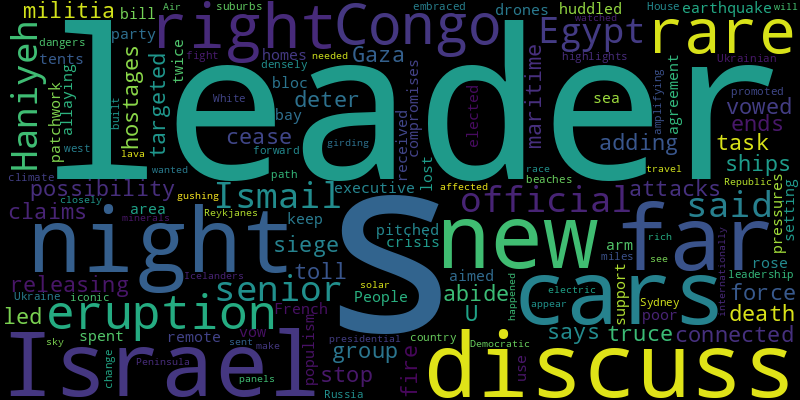 leader
S
Israel
night
right
Congo
rare
discuss
cars
new
far
eruption
Egypt
Haniyeh
official
said
Ismail
senior
militia
bill
party
suburbs
Air
embraced
drones
huddled
House
earthquake
will
dangers
tents
twice
homes
Gaza
fight
watched
needed
Ukrainian
highlights
promoted
densely
bloc
hostages
targeted
allaying
patchwork
built
White
deter
bay
forward
cease
path
received
compromises
elected
maritime
sea
adding
amplifying
agreement
vowed
ends
task
ships
west
lava
climate
possibility
closely
claims
area
wanted
gushing
Reykjanes
minerals
executive
keep
lost
affected
race
beaches
miles
girding
attacks
travel
Republic
pressures
setting
siege
toll
pitched
crisis
arm
rich
see
internationally
rose
leadership
releasing
Icelanders
aimed
solar
People
abide
U
happened
electric
appear
support
Sydney
poor
force
death
Ukraine
iconic
French
led
spent
remote
vow
populism
presidential
group
country
Democratic
says
truce
connected
sky
change
Peninsula
sent
make
panels
stop
Russia
fire
use